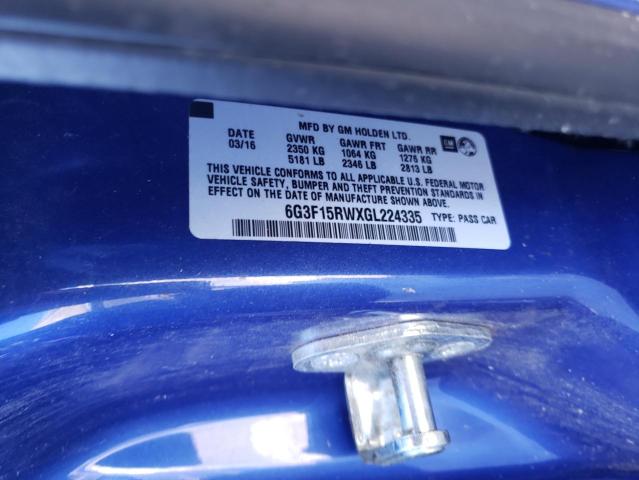 MFD BY GM HOLDEN LTD.
DATE GVWR GAWR FRT GAWR RR GM
03/16 2350 KG 1064 KG 1276 KG
5181 LB 2346 LB 2813 LB
THIS VEHICLE CONFORMS TO ALL APPLICABLE U.S. FEDERAL MOTOR
VEHICLE SAFETY, BUMPER AND THEFT PREVENTION STANDARDS IN
EFFECT ON THE DATE OF MANUFACTURE SHOWN ABOVE.
6G3F15RWXGL224335 TYPE: PASS CAR